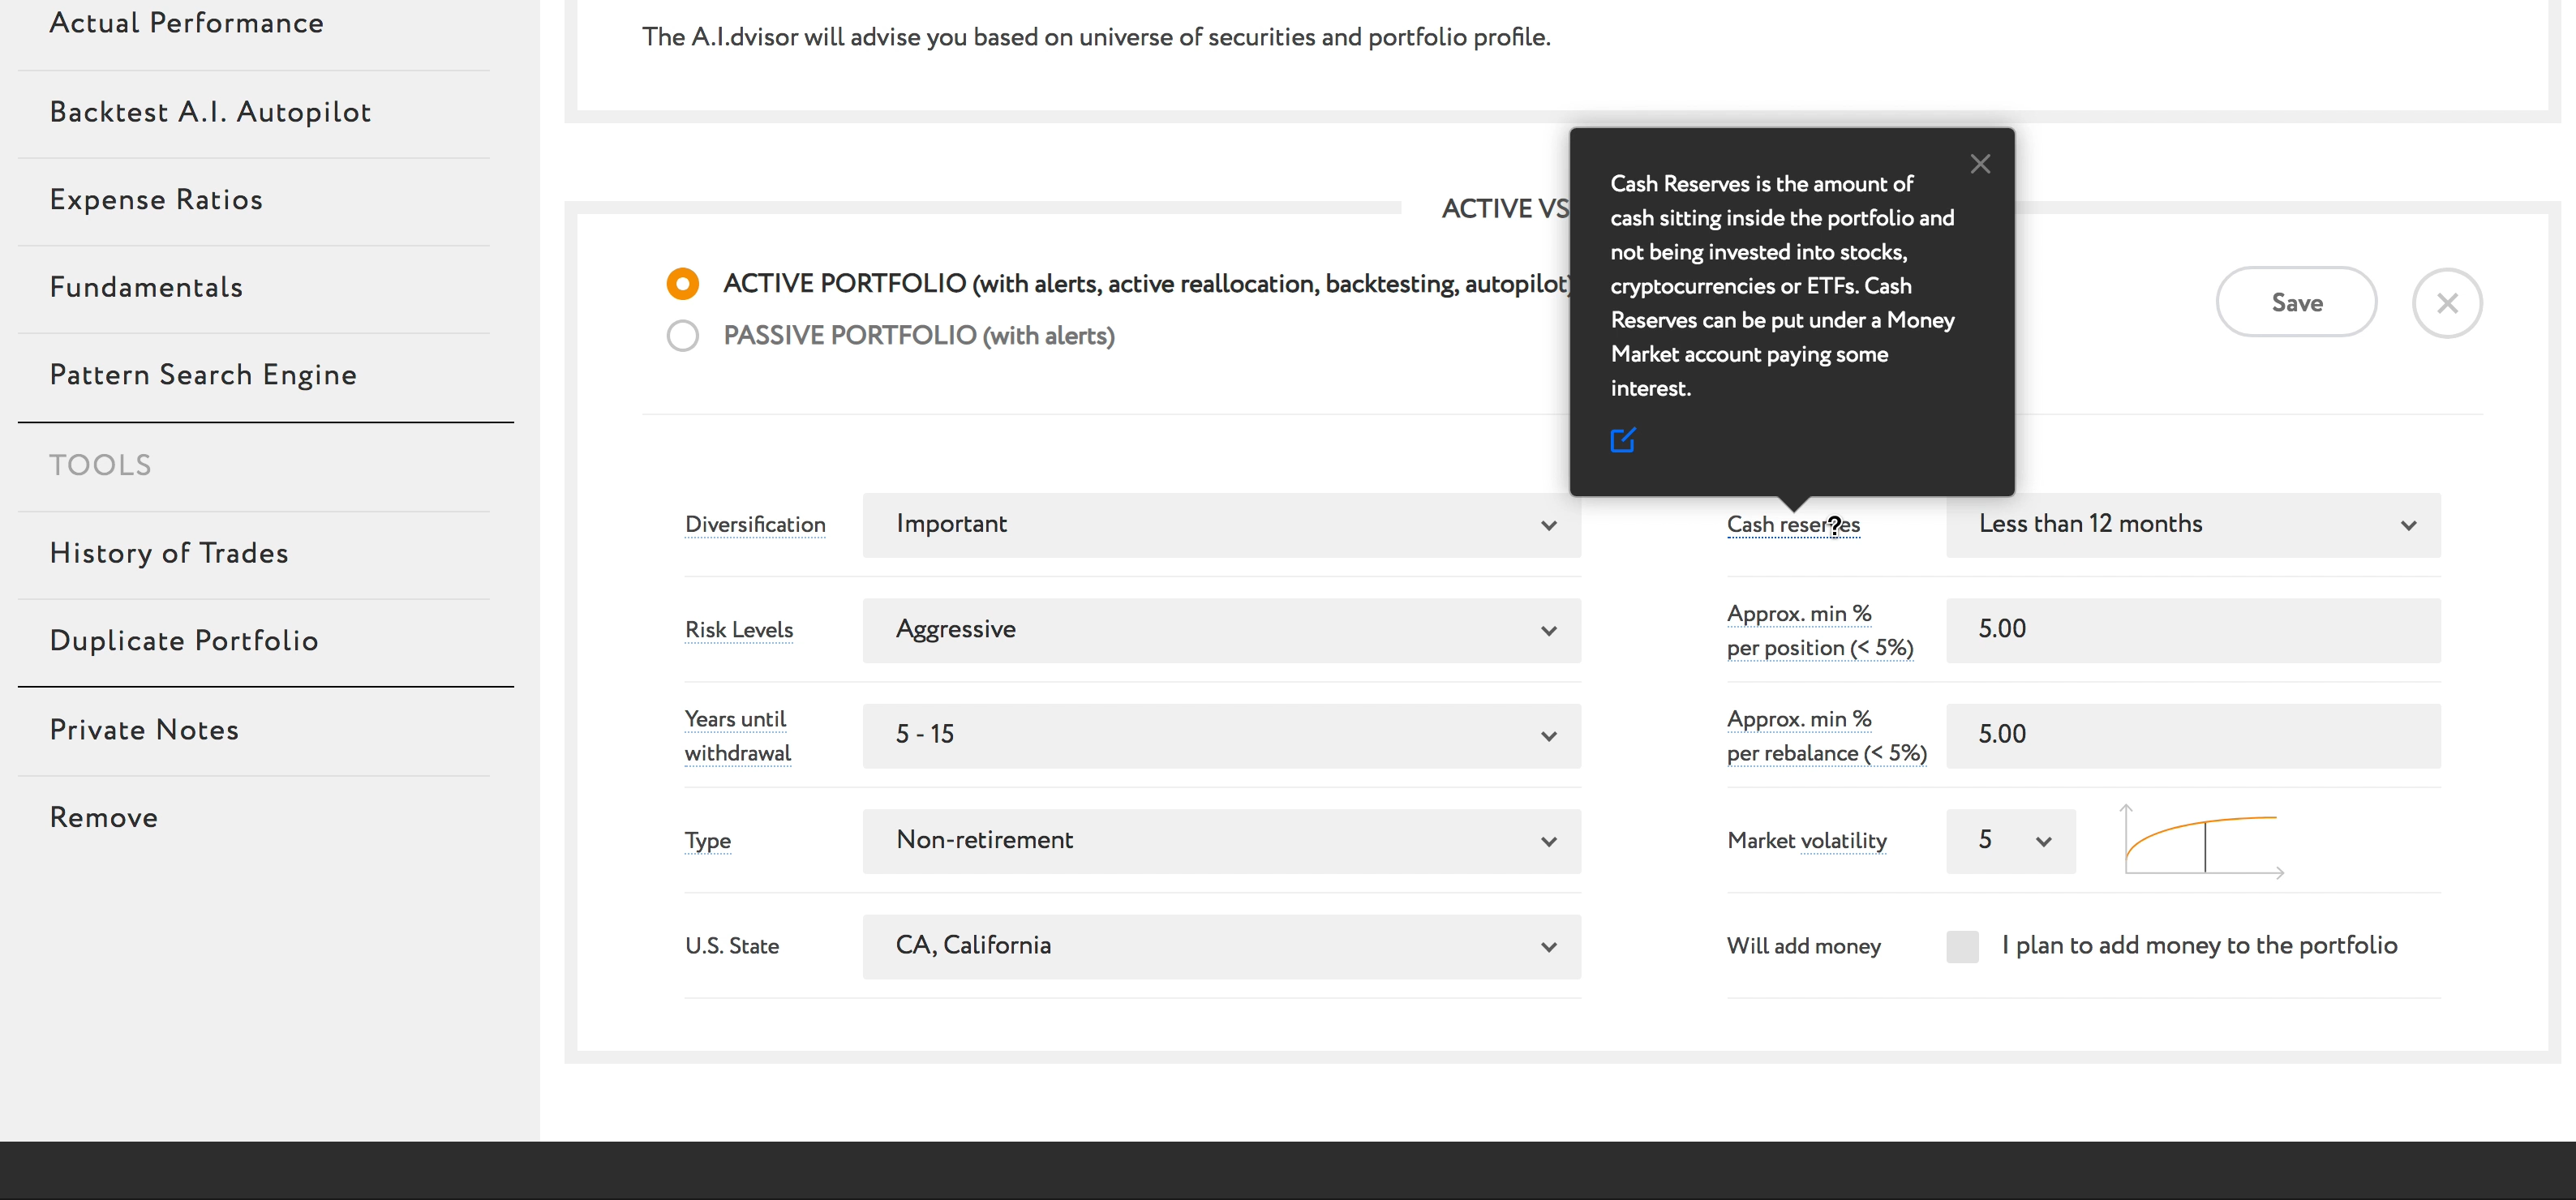 Actual Performance
Backtest A.I. Autopilot
Expense Ratios
Fundamentals
Pattern Search Engine
TOOLS
History of Trades
Duplicate Portfolio
Private Notes
Remove
The A.I.dvisor will advise you based on universe of securities and portfolio profile.
ACTIVE VS
ACTIVE PORTFOLIO (with alerts, active reallocation, backtesting, autopilot)
PASSIVE PORTFOLIO (with alerts)
Save
Cash Reserves is the amount of
cash sitting inside the portfolio and
not being invested into stocks,
cryptocurrencies or ETFs. Cash
Reserves can be put under a Money
Market account paying some
interest.
Diversification
Important
Risk Levels
Aggressive
Years until
withdrawal
5 - 15
Type
Non-retirement
U.S. State
CA, California
Cash reserves
Less than 12 months
Approx. min %
per position (< 5%)
5.00
Approx. min %
per rebalance (< 5%)
5.00
Market volatility
5
Will add money
I plan to add money to the portfolio